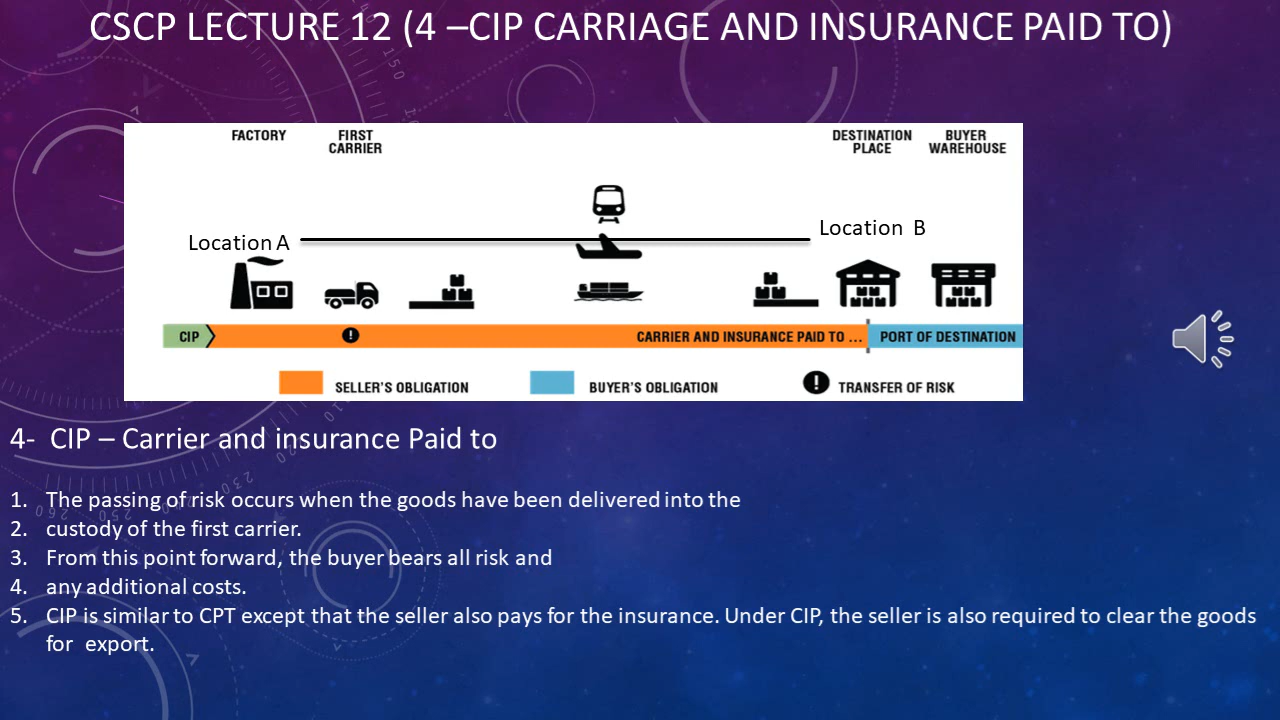 CSCP LECTURE 12 (4 –CIP CARRIAGE AND INSURANCE PAID TO)
FACTORY
FIRST
CARRIER
DESTINATION
PLACE
BUYER
WAREHOUSE
Location A
Location B
CIP
!
CARRIER AND INSURANCE PAID TO ...
PORT OF DESTINATION
SELLER'S OBLIGATION
BUYER'S OBLIGATION
! TRANSFER OF RISK
4- CIP – Carrier and insurance Paid to
1. The passing of risk occurs when the goods have been delivered into the
2. custody of the first carrier.
3. From this point forward, the buyer bears all risk and
4. any additional costs.
5. CIP is similar to CPT except that the seller also pays for the insurance. Under CIP, the seller is also required to clear the goods
for export.
150
210
230
250
260